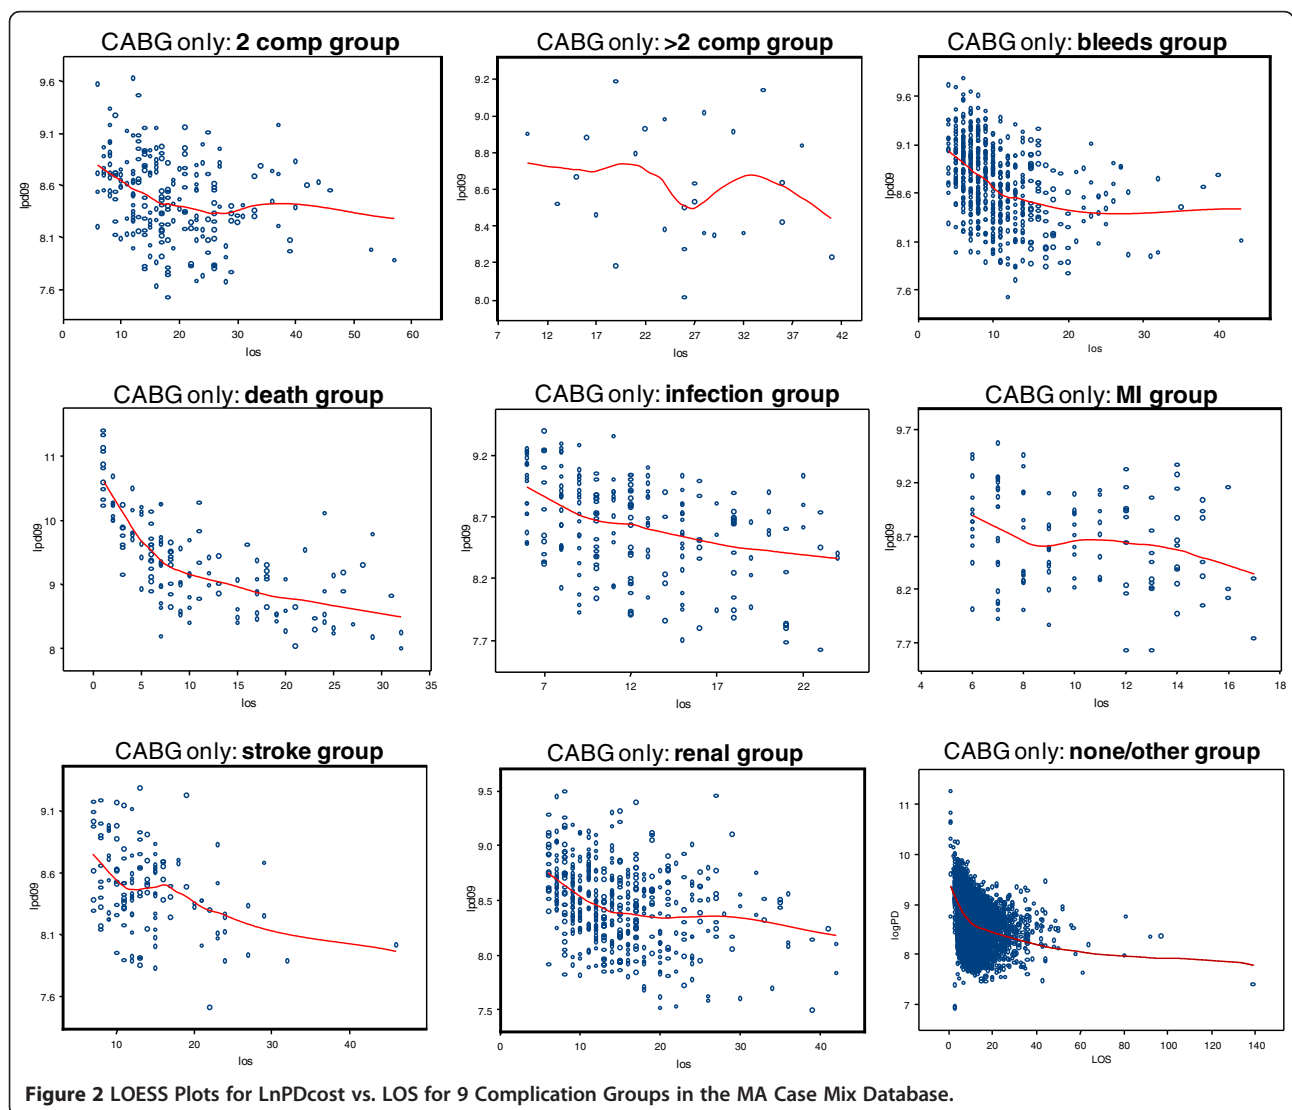 CABG only: 2 comp group
CABG only: >2 comp group
CABG only: bleeds group
lpd09
9.6
9.1
8.6
8.1
7.6
0 10 20 30 40 50 60
los
lpd09
9.2
9.0
8.8
8.6
8.4
8.2
8.0
7 12 17 22 27 32 37 42
los
lpd09
9.6
9.1
8.6
8.1
7.6
0 10 20 30 40
los
CABG only: death group
CABG only: infection group
CABG only: MI group
lpd09
11
10
9
8
0 5 10 15 20 25 30 35
los
lpd09
9.2
8.7
8.2
7.7
7 12 17 22
los
lpd09
9.7
9.2
8.7
8.2
7.7
4 6 8 10 12 14 16 18
los
CABG only: stroke group
CABG only: renal group
CABG only: none/other group
lpd09
9.1
8.6
8.1
7.6
10 20 30 40
los
lpd09
9.5
9.0
8.5
8.0
7.5
0 10 20 30 40
los
logPD
11
10
9
8
7
0 20 40 60 80 100 120 140
LOS
Figure 2 LOESS Plots for LnPDcost vs. LOS for 9 Complication Groups in the MA Case Mix Database.